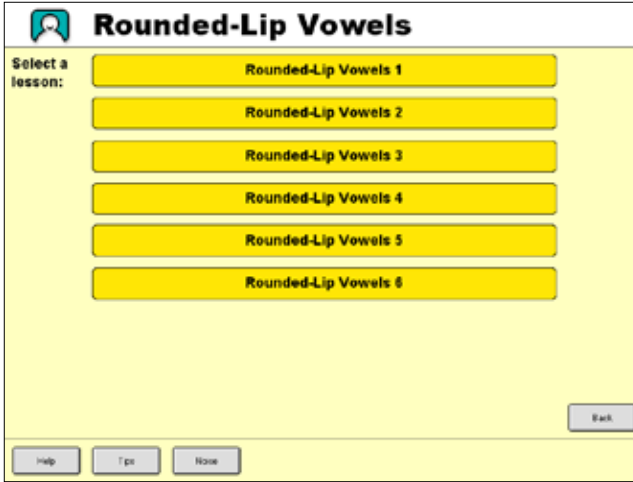 Rounded-Lip Vowels
Select a
lesson:
Rounded-Lip Vowels 1
Rounded-Lip Vowels 2
Rounded-Lip Vowels 3
Rounded-Lip Vowels 4
Rounded-Lip Vowels 5
Rounded-Lip Vowels 6
Back
Help
Tips
Noise